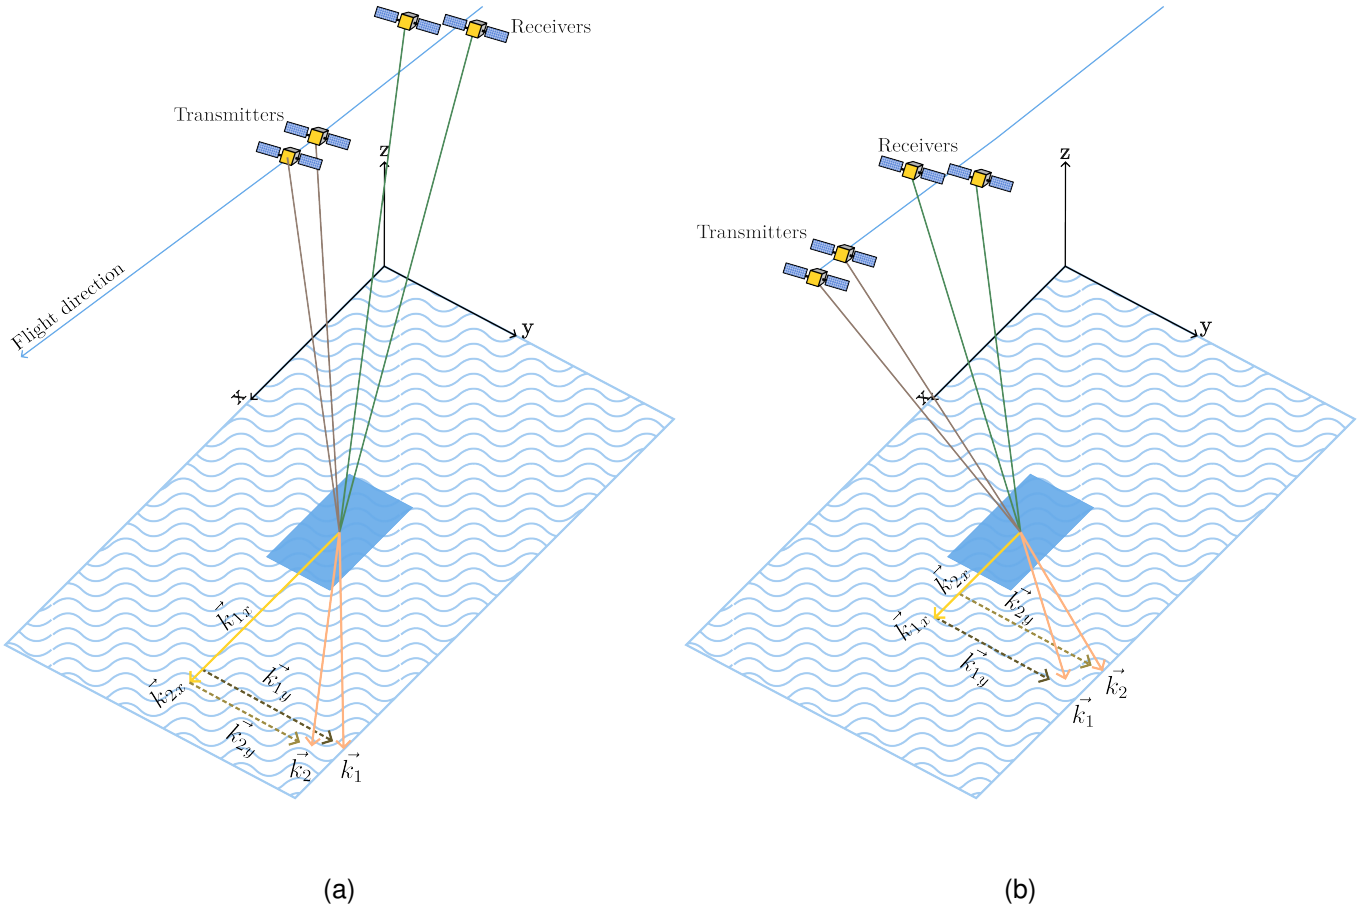 Receivers
Transmitters
z
Flight direction
y
x
k⃗1x
k⃗2x
k⃗1y
k⃗2y
k⃗2
k⃗1
(a)
Receivers
z
Transmitters
y
x
k⃗2x
k⃗2y
k⃗1x
k⃗1y
k⃗2
k⃗1
(b)